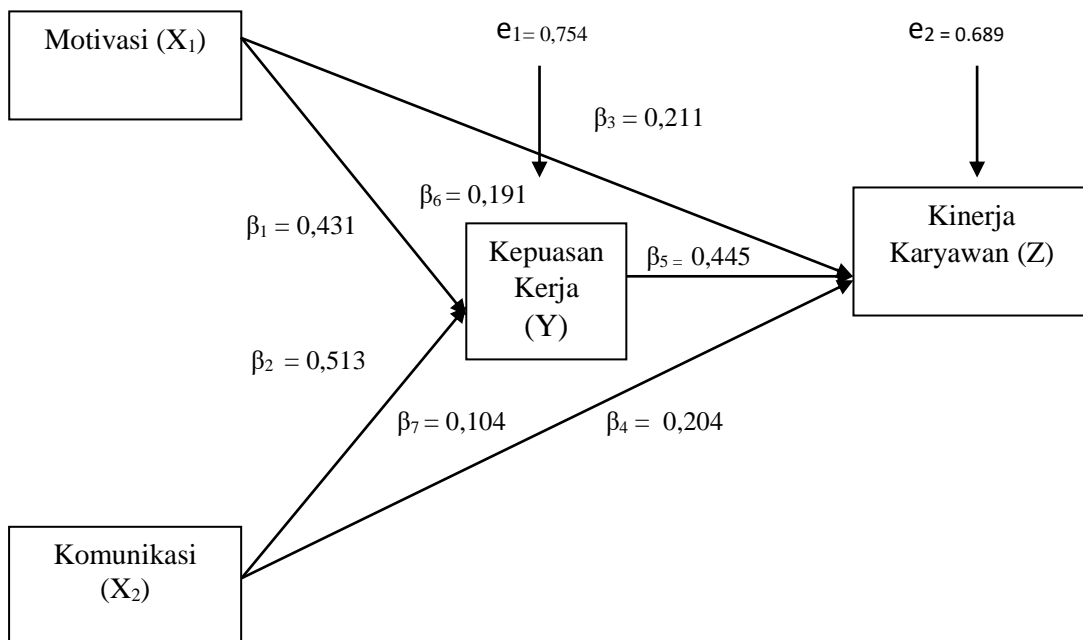 Motivasi (X₁)
e₁= 0,754
e₂ = 0.689
β₃ = 0,211
β₆ = 0,191
β₁ = 0,431
Kepuasan
Kerja
(Y)
β₅ = 0,445
Kinerja
Karyawan (Z)
β₂ = 0,513
β₇ = 0,104
β₄ = 0,204
Komunikasi
(X₂)